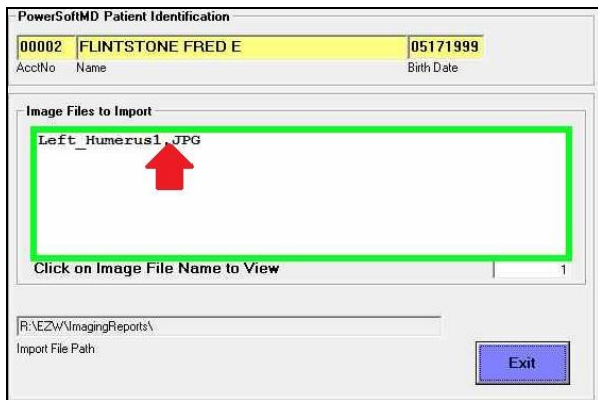 PowerSoftMD Patient Identification
00002 FLINTSTONE FRED E 05171999
AcctNo Name Birth Date
Image Files to Import
Left_Humerus1.JPG
Click on Image File Name to View 1
R:\EZW\ImagingReports\
Import File Path
Exit